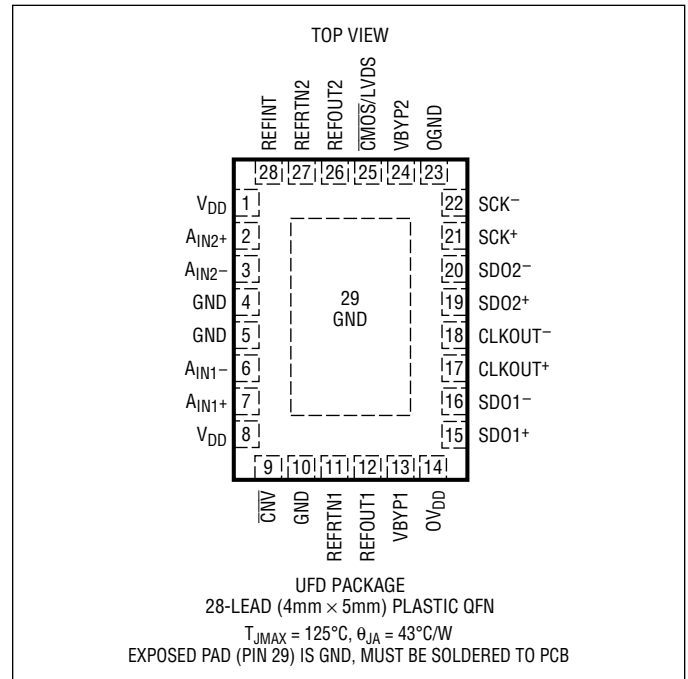 TOP VIEW
REFINT
REFRTN2
REFOUT2
C̅M̅O̅S̅/LVDS
VBYP2
OGND
28 27 26 25 24 23
VDD 1
AIN2+ 2
AIN2– 3
GND 4
GND 5
AIN1– 6
AIN1+ 7
VDD 8
29
GND
22 SCK–
21 SCK+
20 SDO2–
19 SDO2+
18 CLKOUT–
17 CLKOUT+
16 SDO1–
15 SDO1+
9 10 11 12 13 14
C̅N̅V̅
GND
REFRTN1
REFOUT1
VBYP1
OVDD
UFD PACKAGE
28-LEAD (4mm × 5mm) PLASTIC QFN
TJMAX = 125°C, θJA = 43°C/W
EXPOSED PAD (PIN 29) IS GND, MUST BE SOLDERED TO PCB